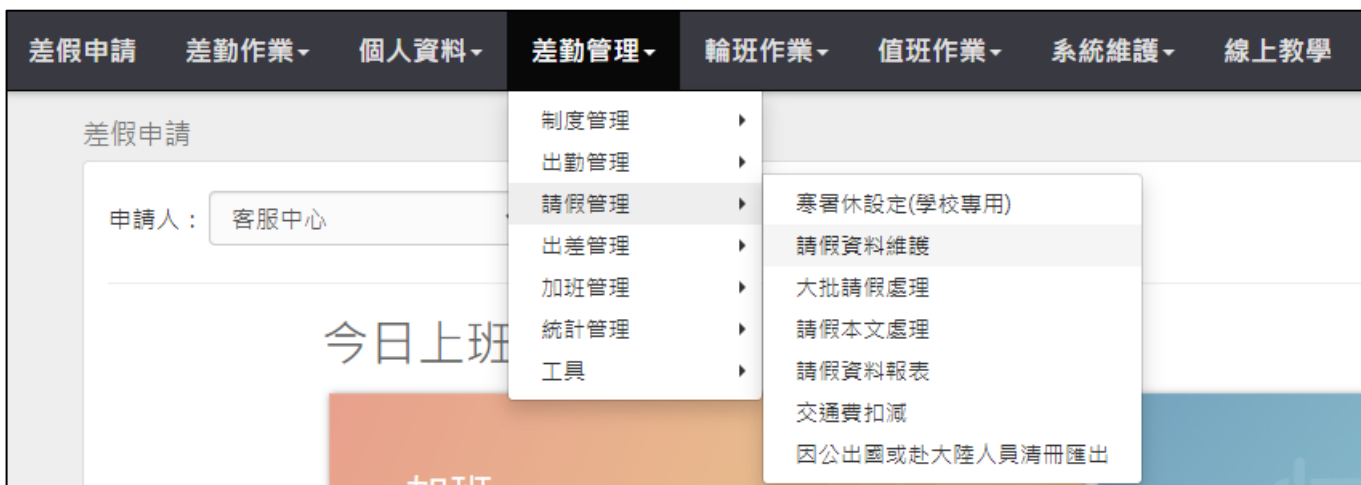 差假申請 差勤作業 個人資料 差勤管理 輪班作業 值班作業 系統維護 線上教學
差假申請
申請人： 客服中心
制度管理
出勤管理
請假管理
出差管理
加班管理
統計管理
工具
寒暑休設定(學校專用)
請假資料維護
大批請假處理
請假本文處理
請假資料報表
交通費扣減
因公出國或赴大陸人員清冊匯出
今日上班
加班